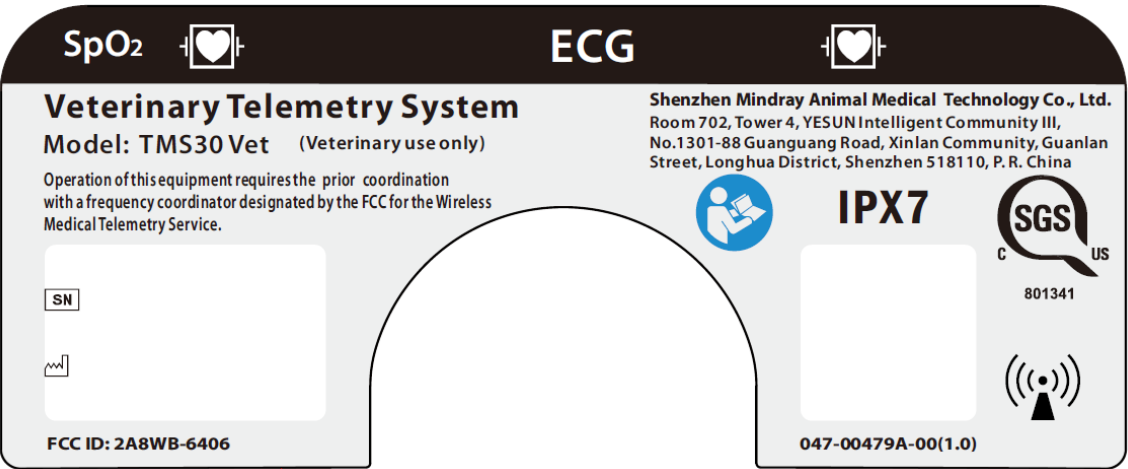 SpO2
ECG
Veterinary Telemetry System
Model: TMS30 Vet (Veterinary use only)
Operation of this equipment requires the prior coordination
with a frequency coordinator designated by the FCC for the Wireless
Medical Telemetry Service.
SN
FCC ID: 2A8WB-6406
Shenzhen Mindray Animal Medical Technology Co., Ltd.
Room 702, Tower 4, YESUN Intelligent Community III,
No.1301-88 Guanguang Road, Xinlan Community, Guanlan
Street, Longhua District, Shenzhen 518110, P. R. China
IPX7
SGS
C US
801341
047-00479A-00(1.0)